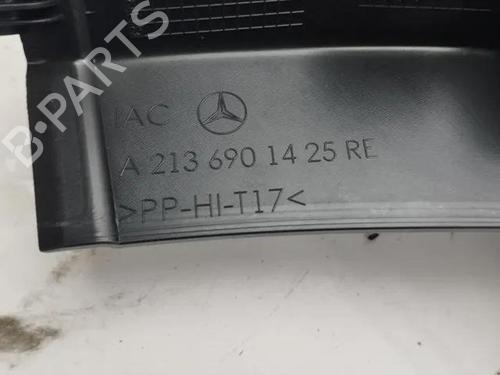 B-PARTS
IAC
A 213 690 14 25 RE
>PP-HI-T17<